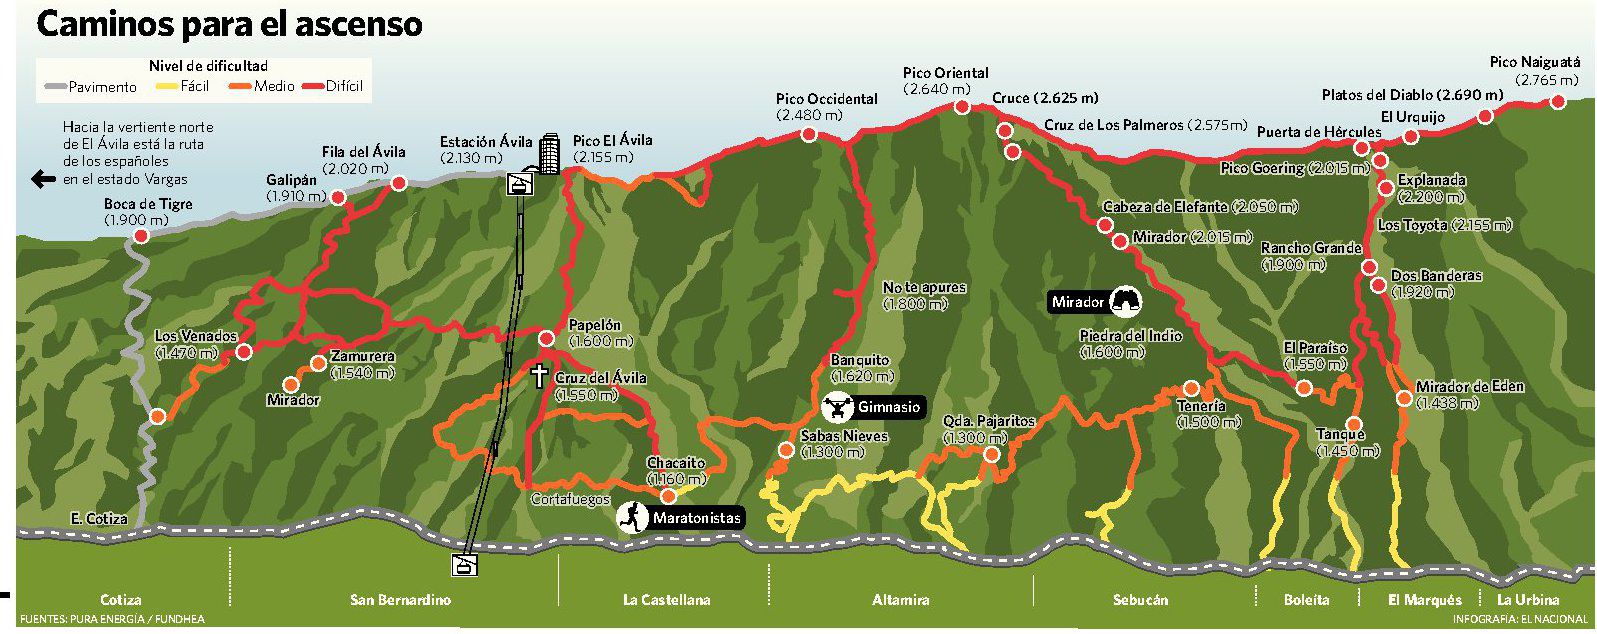 Caminos para el ascenso
Nivel de dificultad
Pavimento
Fácil
Medio
Difícil
Hacia la vertiente norte
de El Ávila está la ruta
de los españoles
en el estado Vargas
Boca de Tigre
(1.900 m)
Galipán
(1.910 m)
Fila del Ávila
(2.020 m)
Estación Ávila
(2.130 m)
Pico El Ávila
(2.155 m)
Pico Occidental
(2.480 m)
Pico Oriental
(2.640 m)
Cruce (2.625 m)
Cruz de Los Palmeros (2.575m)
Puerta de Hércules
El Urquijo
Platos del Diablo (2.690 m)
Pico Naiguatá
(2.765 m)
Pico Goering (2.015 m)
Explanada
(2.200 m)
Los Toyota (2.155 m)
Rancho Grande
(1.900 m)
Dos Banderas
(1.920 m)
Cabeza de Elefante (2.050 m)
Mirador (2.015 m)
No te apures
(1.800 m)
Mirador
Piedra del Indio
(1.600 m)
El Paraíso
(1.550 m)
Mirador de Eden
(1.438 m)
Los Venados
(1.470 m)
Zamurera
(1.540 m)
Mirador
Papelón
(1.600 m)
Cruz del Ávila
(1.550 m)
Banquito
(1.620 m)
Gimnasio
Sabas Nieves
(1.300 m)
Qda. Pajaritos
(1.300 m)
Tenería
(1.500 m)
Tanque
(1.450 m)
Chacaito
(1.160 m)
Cortafuegos
Maratonistas
E. Cotiza
Cotiza
San Bernardino
La Castellana
Altamira
Sebucán
Boleíta
El Marqués
La Urbina
FUENTES: PURA ENERGÍA / FUNDHEA
INFOGRAFIA: EL NACIONAL